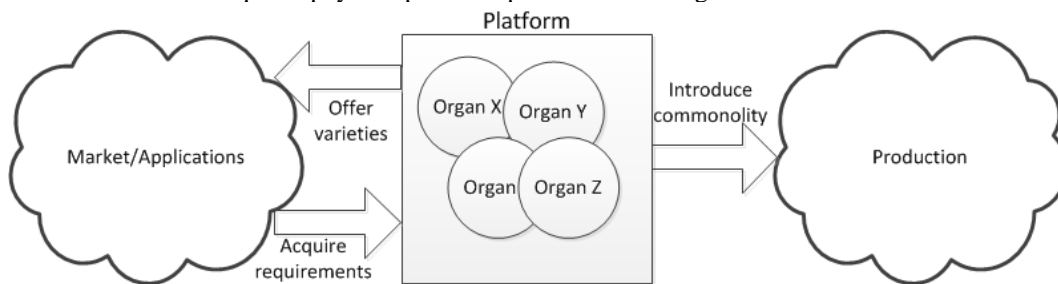 Platform
Offer
varieties
Market/Applications
Acquire
requirements
Organ X
Organ Y
Organ
Organ Z
Introduce
commonolity
Production